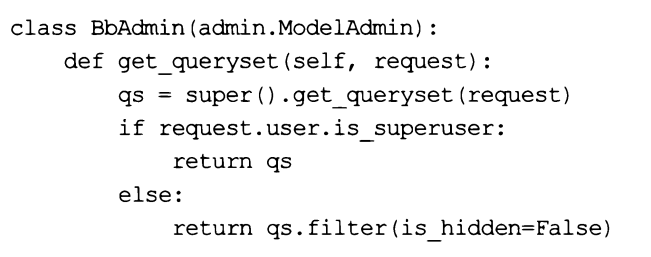 class BbAdmin(admin.ModelAdmin):
    def get_queryset(self, request):
        qs = super().get_queryset(request)
        if request.user.is_superuser:
            return qs
        else:
            return qs.filter(is_hidden=False)